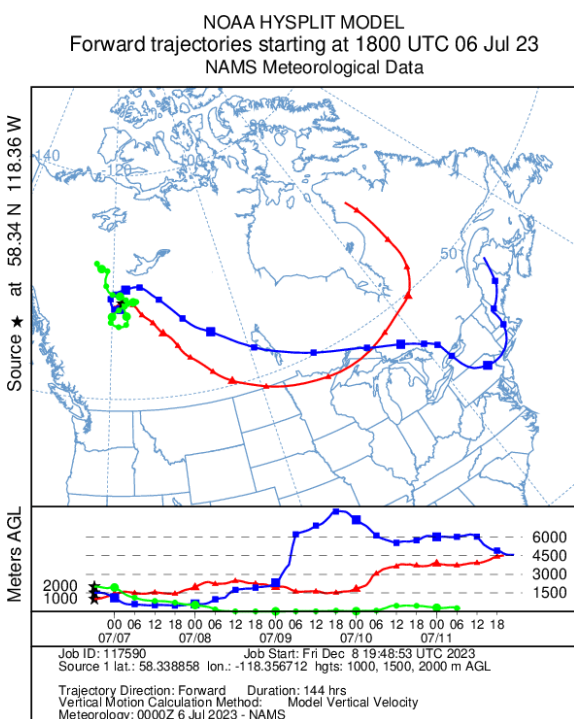 NOAA HYSPLIT MODEL
Forward trajectories starting at 1800 UTC 06 Jul 23
NAMS Meteorological Data
Source ★ at 58.34 N 118.36 W
140
120
100
50
Meters AGL
2000
1000
6000
4500
3000
1500
00 06 12 18 00 06 12 18 00 06 12 18 00 06 12 18 00 06 12 18
07/07 07/08 07/09 07/10 07/11
Job ID: 117590 Job Start: Fri Dec 8 19:48:53 UTC 2023
Source 1 lat.: 58.338858 lon.: -118.356712 hgts: 1000, 1500, 2000 m AGL
Trajectory Direction: Forward Duration: 144 hrs
Vertical Motion Calculation Method: Model Vertical Velocity
Meteorology: 0000Z 6 Jul 2023 - NAMS